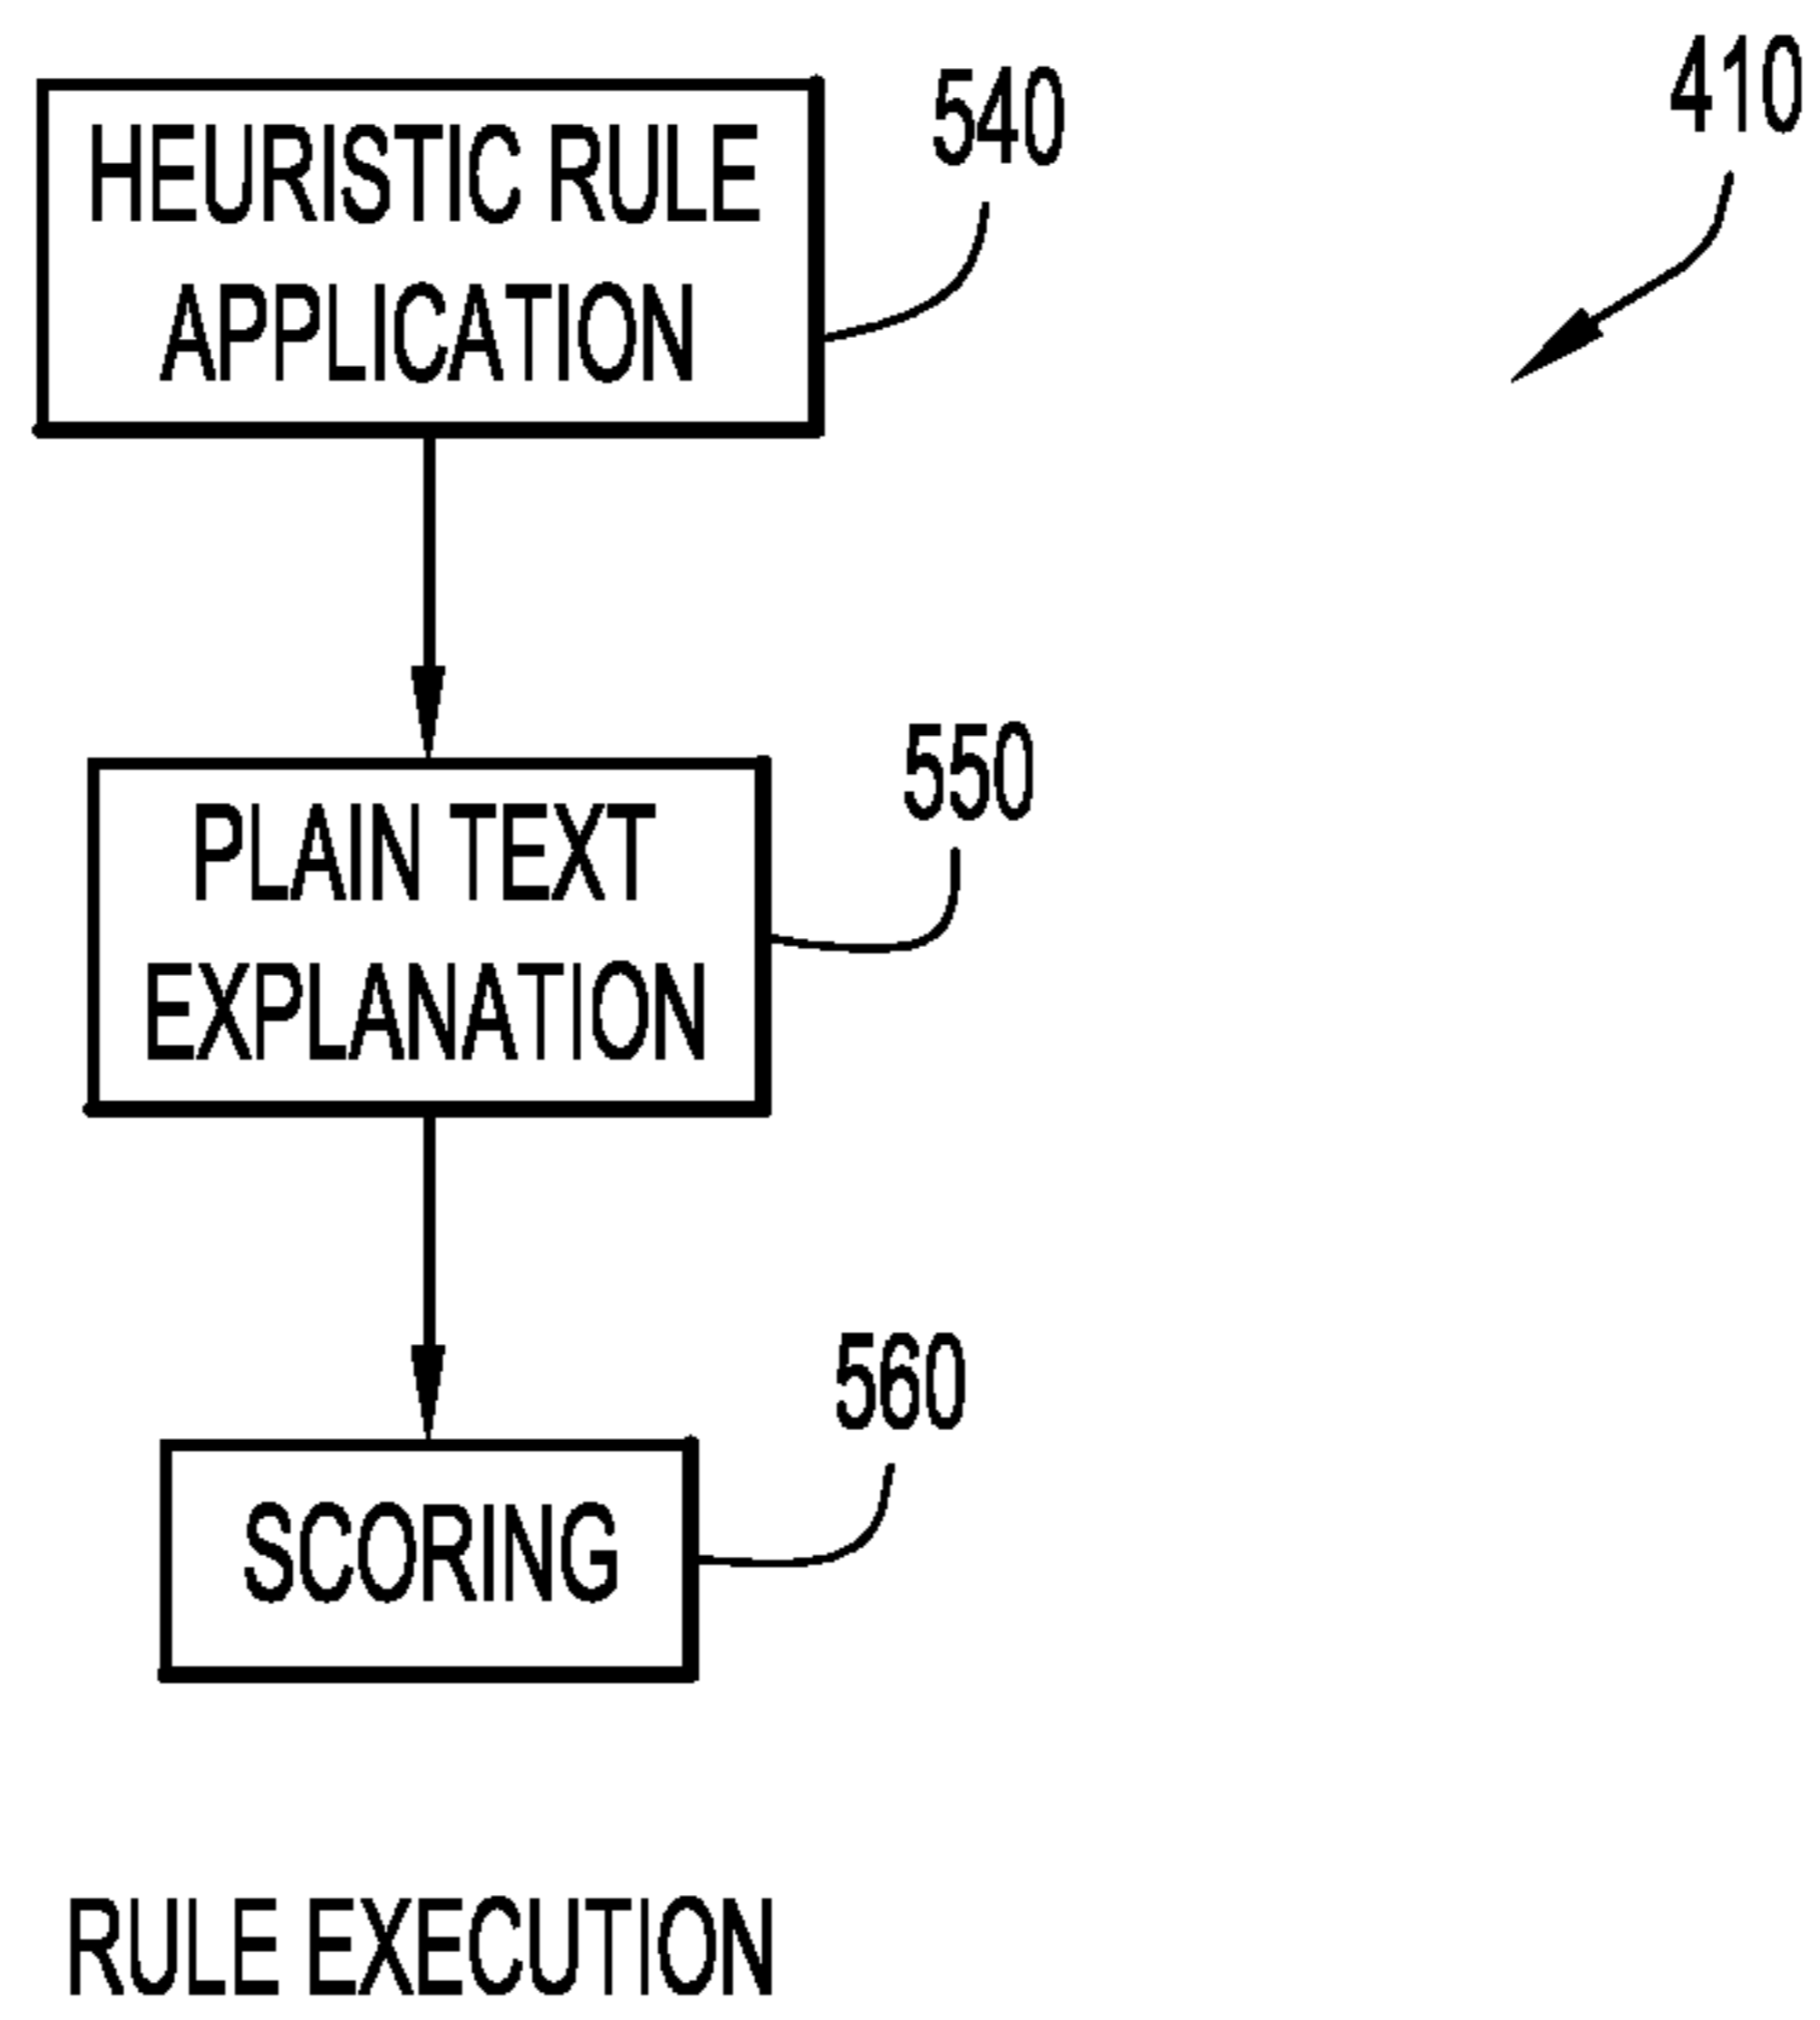 410
540
HEURISTIC RULE
APPLICATION
550
PLAIN TEXT
EXPLANATION
560
SCORING
RULE EXECUTION